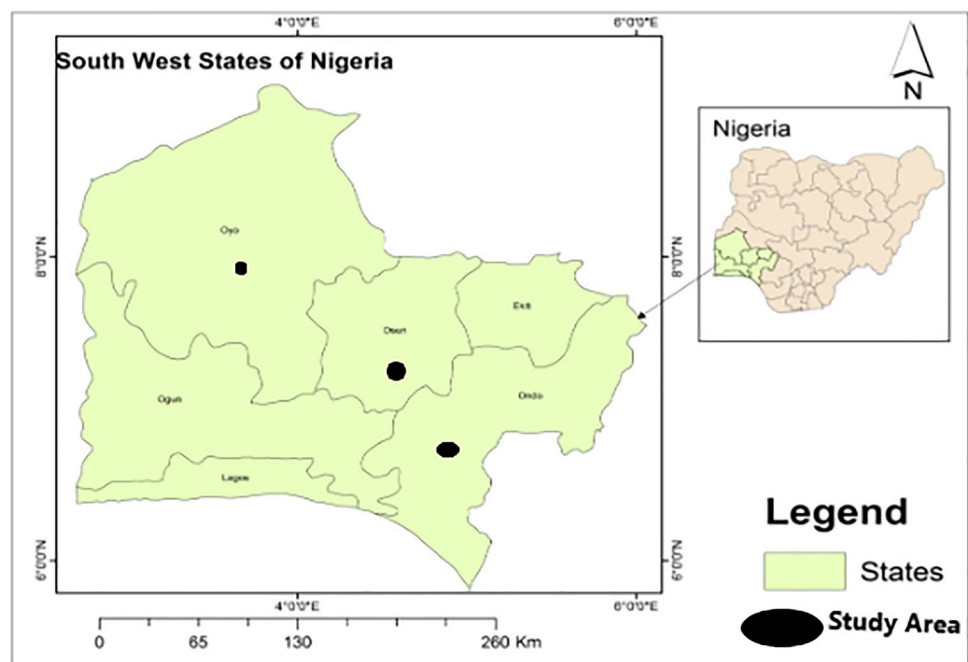 4°0'0"E 6°0'0"E
South West States of Nigeria
N
Nigeria
Oyo
8°0'0"N 8°0'0"N
Ekiti
Osun
Ogun
Ondo
Lagos
Legend
6°0'0"N 6°0'0"N
States
4°0'0"E 6°0'0"E
Study Area
0 65 130 260 Km